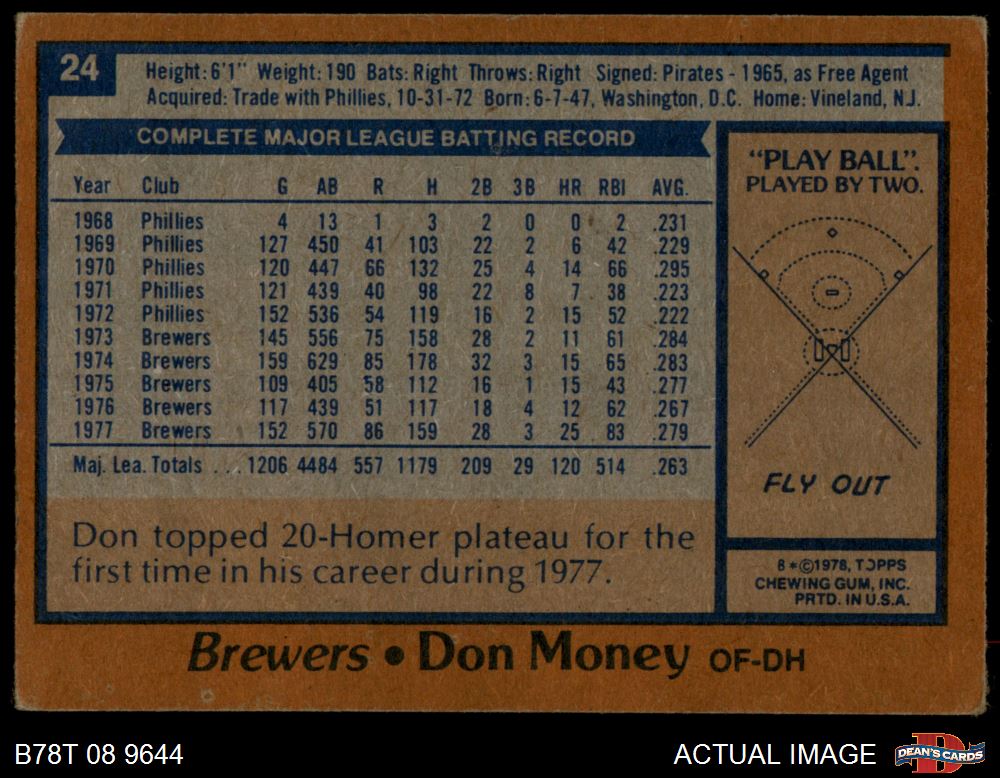 24
Height: 6'1" Weight: 190 Bats: Right Throws: Right Signed: Pirates - 1965, as Free Agent
Acquired: Trade with Phillies, 10-31-72 Born: 6-7-47, Washington, D.C. Home: Vineland, N.J.
COMPLETE MAJOR LEAGUE BATTING RECORD
Year Club G AB R H 2B 3B HR RBI AVG.
1968 Phillies 4 13 1 3 2 0 0 2 .231
1969 Phillies 127 450 41 103 22 2 6 42 .229
1970 Phillies 120 447 66 132 25 4 14 66 .295
1971 Phillies 121 439 40 98 22 8 7 38 .223
1972 Phillies 152 536 54 119 16 2 15 52 .222
1973 Brewers 145 556 75 158 28 2 11 61 .284
1974 Brewers 159 629 85 178 32 3 15 65 .283
1975 Brewers 109 405 58 112 16 1 15 43 .277
1976 Brewers 117 439 51 117 18 4 12 62 .267
1977 Brewers 152 570 86 159 28 3 25 83 .279
Maj. Lea. Totals ... 1206 4484 557 1179 209 29 120 514 .263
Don topped 20-Homer plateau for the
first time in his career during 1977.
"PLAY BALL".
PLAYED BY TWO.
FLY OUT
8*©1978, TOPPS
CHEWING GUM, INC.
PRTD. IN U.S.A.
Brewers • Don Money OF-DH
B78T 08 9644
ACTUAL IMAGE
DEAN'S CARDS